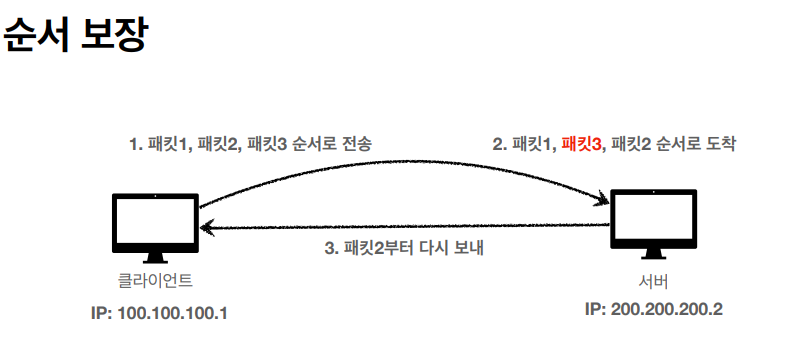 순서 보장
1. 패킷1, 패킷2, 패킷3 순서로 전송
2. 패킷1, 패킷3, 패킷2 순서로 도착
3. 패킷2부터 다시 보내
클라이언트
IP: 100.100.100.1
서버
IP: 200.200.200.2